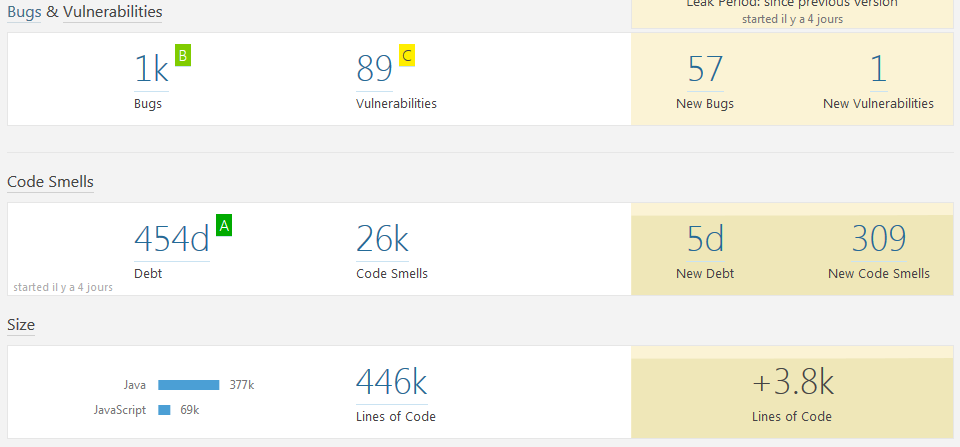 Bugs & Vulnerabilities
Leak Period: since previous version
started il y a 4 jours
1k B
Bugs
89 C
Vulnerabilities
57
New Bugs
1
New Vulnerabilities
Code Smells
454d A
Debt
26k
Code Smells
5d
New Debt
309
New Code Smells
started il y a 4 jours
Size
Java 377k
JavaScript 69k
446k
Lines of Code
+3.8k
Lines of Code